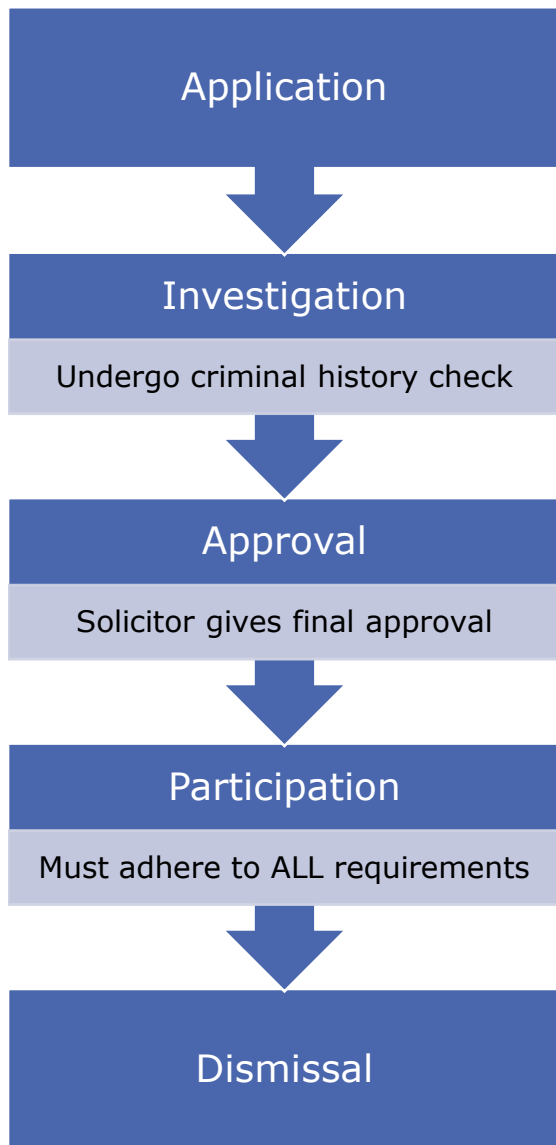 Application
Investigation
Undergo criminal history check
Approval
Solicitor gives final approval
Participation
Must adhere to ALL requirements
Dismissal